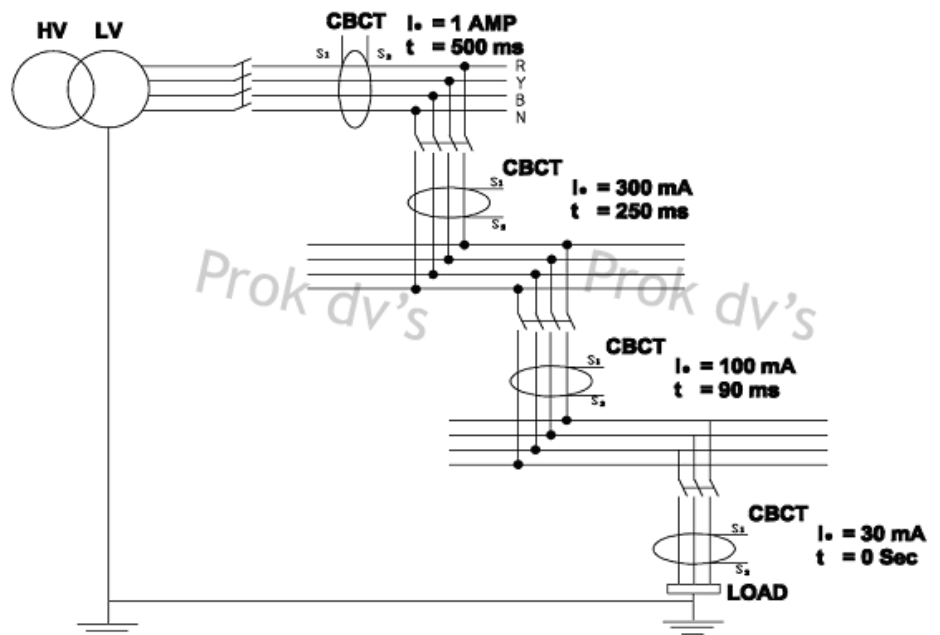 HV LV
CBCT
I. = 1 AMP
t = 500 ms
S1 S2
R
Y
B
N
CBCT
S1
S2
I. = 300 mA
t = 250 ms
Prok dv's Prok dv's
CBCT
S1
S2
I. = 100 mA
t = 90 ms
CBCT
S1
S2
I. = 30 mA
t = 0 Sec
LOAD